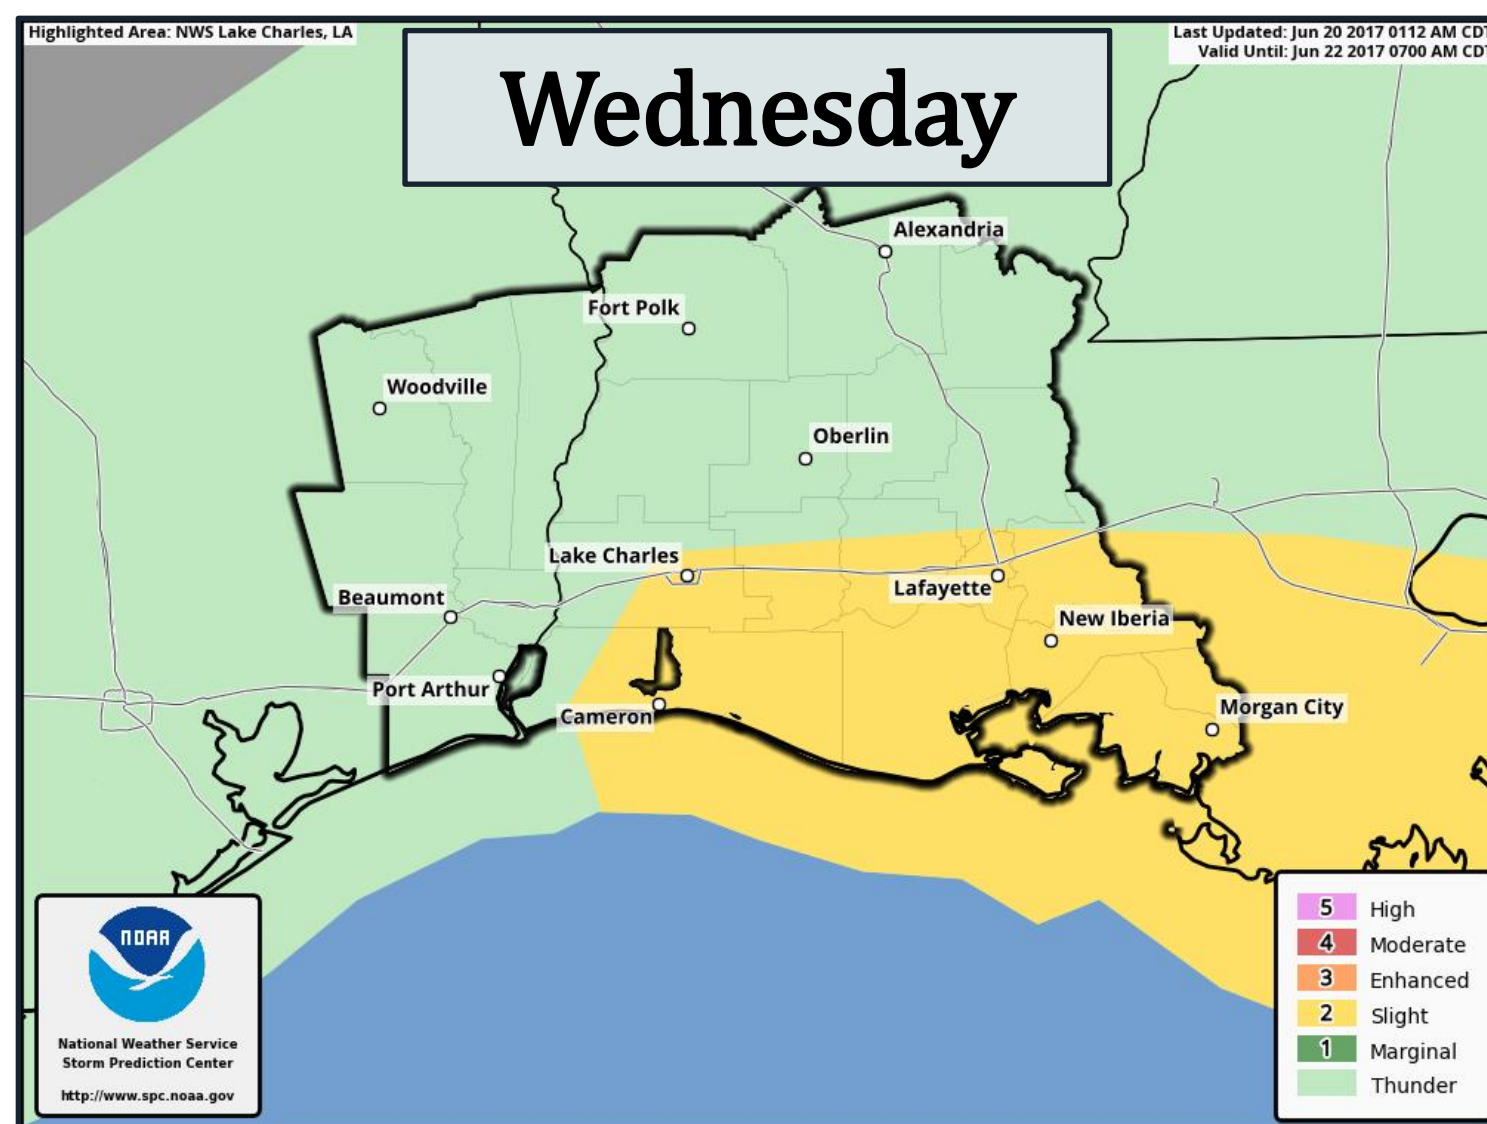 Highlighted Area: NWS Lake Charles, LA
Last Updated: Jun 20 2017 0112 AM CDT
Valid Until: Jun 22 2017 0700 AM CDT
Wednesday
Alexandria
Fort Polk
Woodville
Oberlin
Lake Charles
Lafayette
Beaumont
New Iberia
Port Arthur
Cameron
Morgan City
5 High
4 Moderate
3 Enhanced
2 Slight
1 Marginal
Thunder
NOAA
National Weather Service
Storm Prediction Center
http://www.spc.noaa.gov